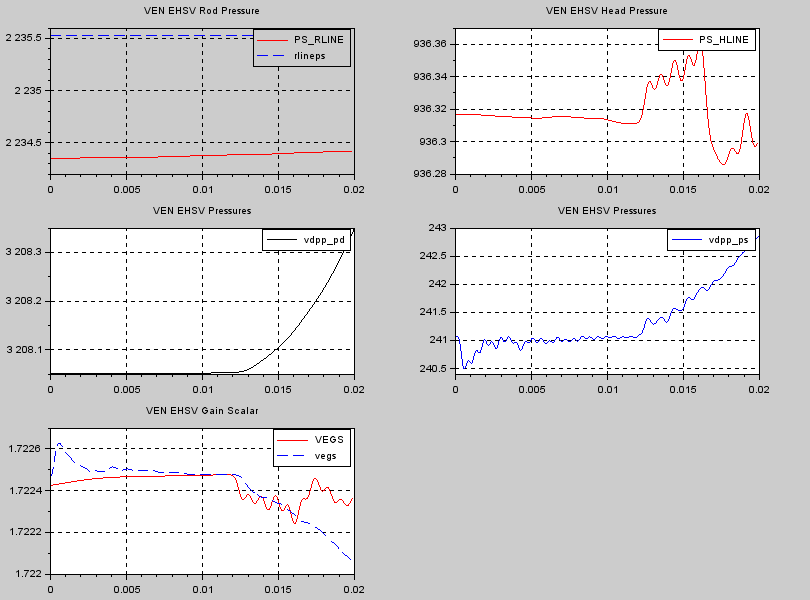 VEN EHSV Rod Pressure
2 235.5
2 235
2 234.5
PS_RLINE
rlineps
0 0.005 0.01 0.015 0.02
VEN EHSV Head Pressure
936.36
936.34
936.32
936.3
936.28
PS_HLINE
0 0.005 0.01 0.015 0.02
VEN EHSV Pressures
3 208.3
3 208.2
3 208.1
vdpp_pd
0 0.005 0.01 0.015 0.02
VEN EHSV Pressures
243
242.5
242
241.5
241
240.5
vdpp_ps
0 0.005 0.01 0.015 0.02
VEN EHSV Gain Scalar
1.7226
1.7224
1.7222
1.722
VEGS
vegs
0 0.005 0.01 0.015 0.02